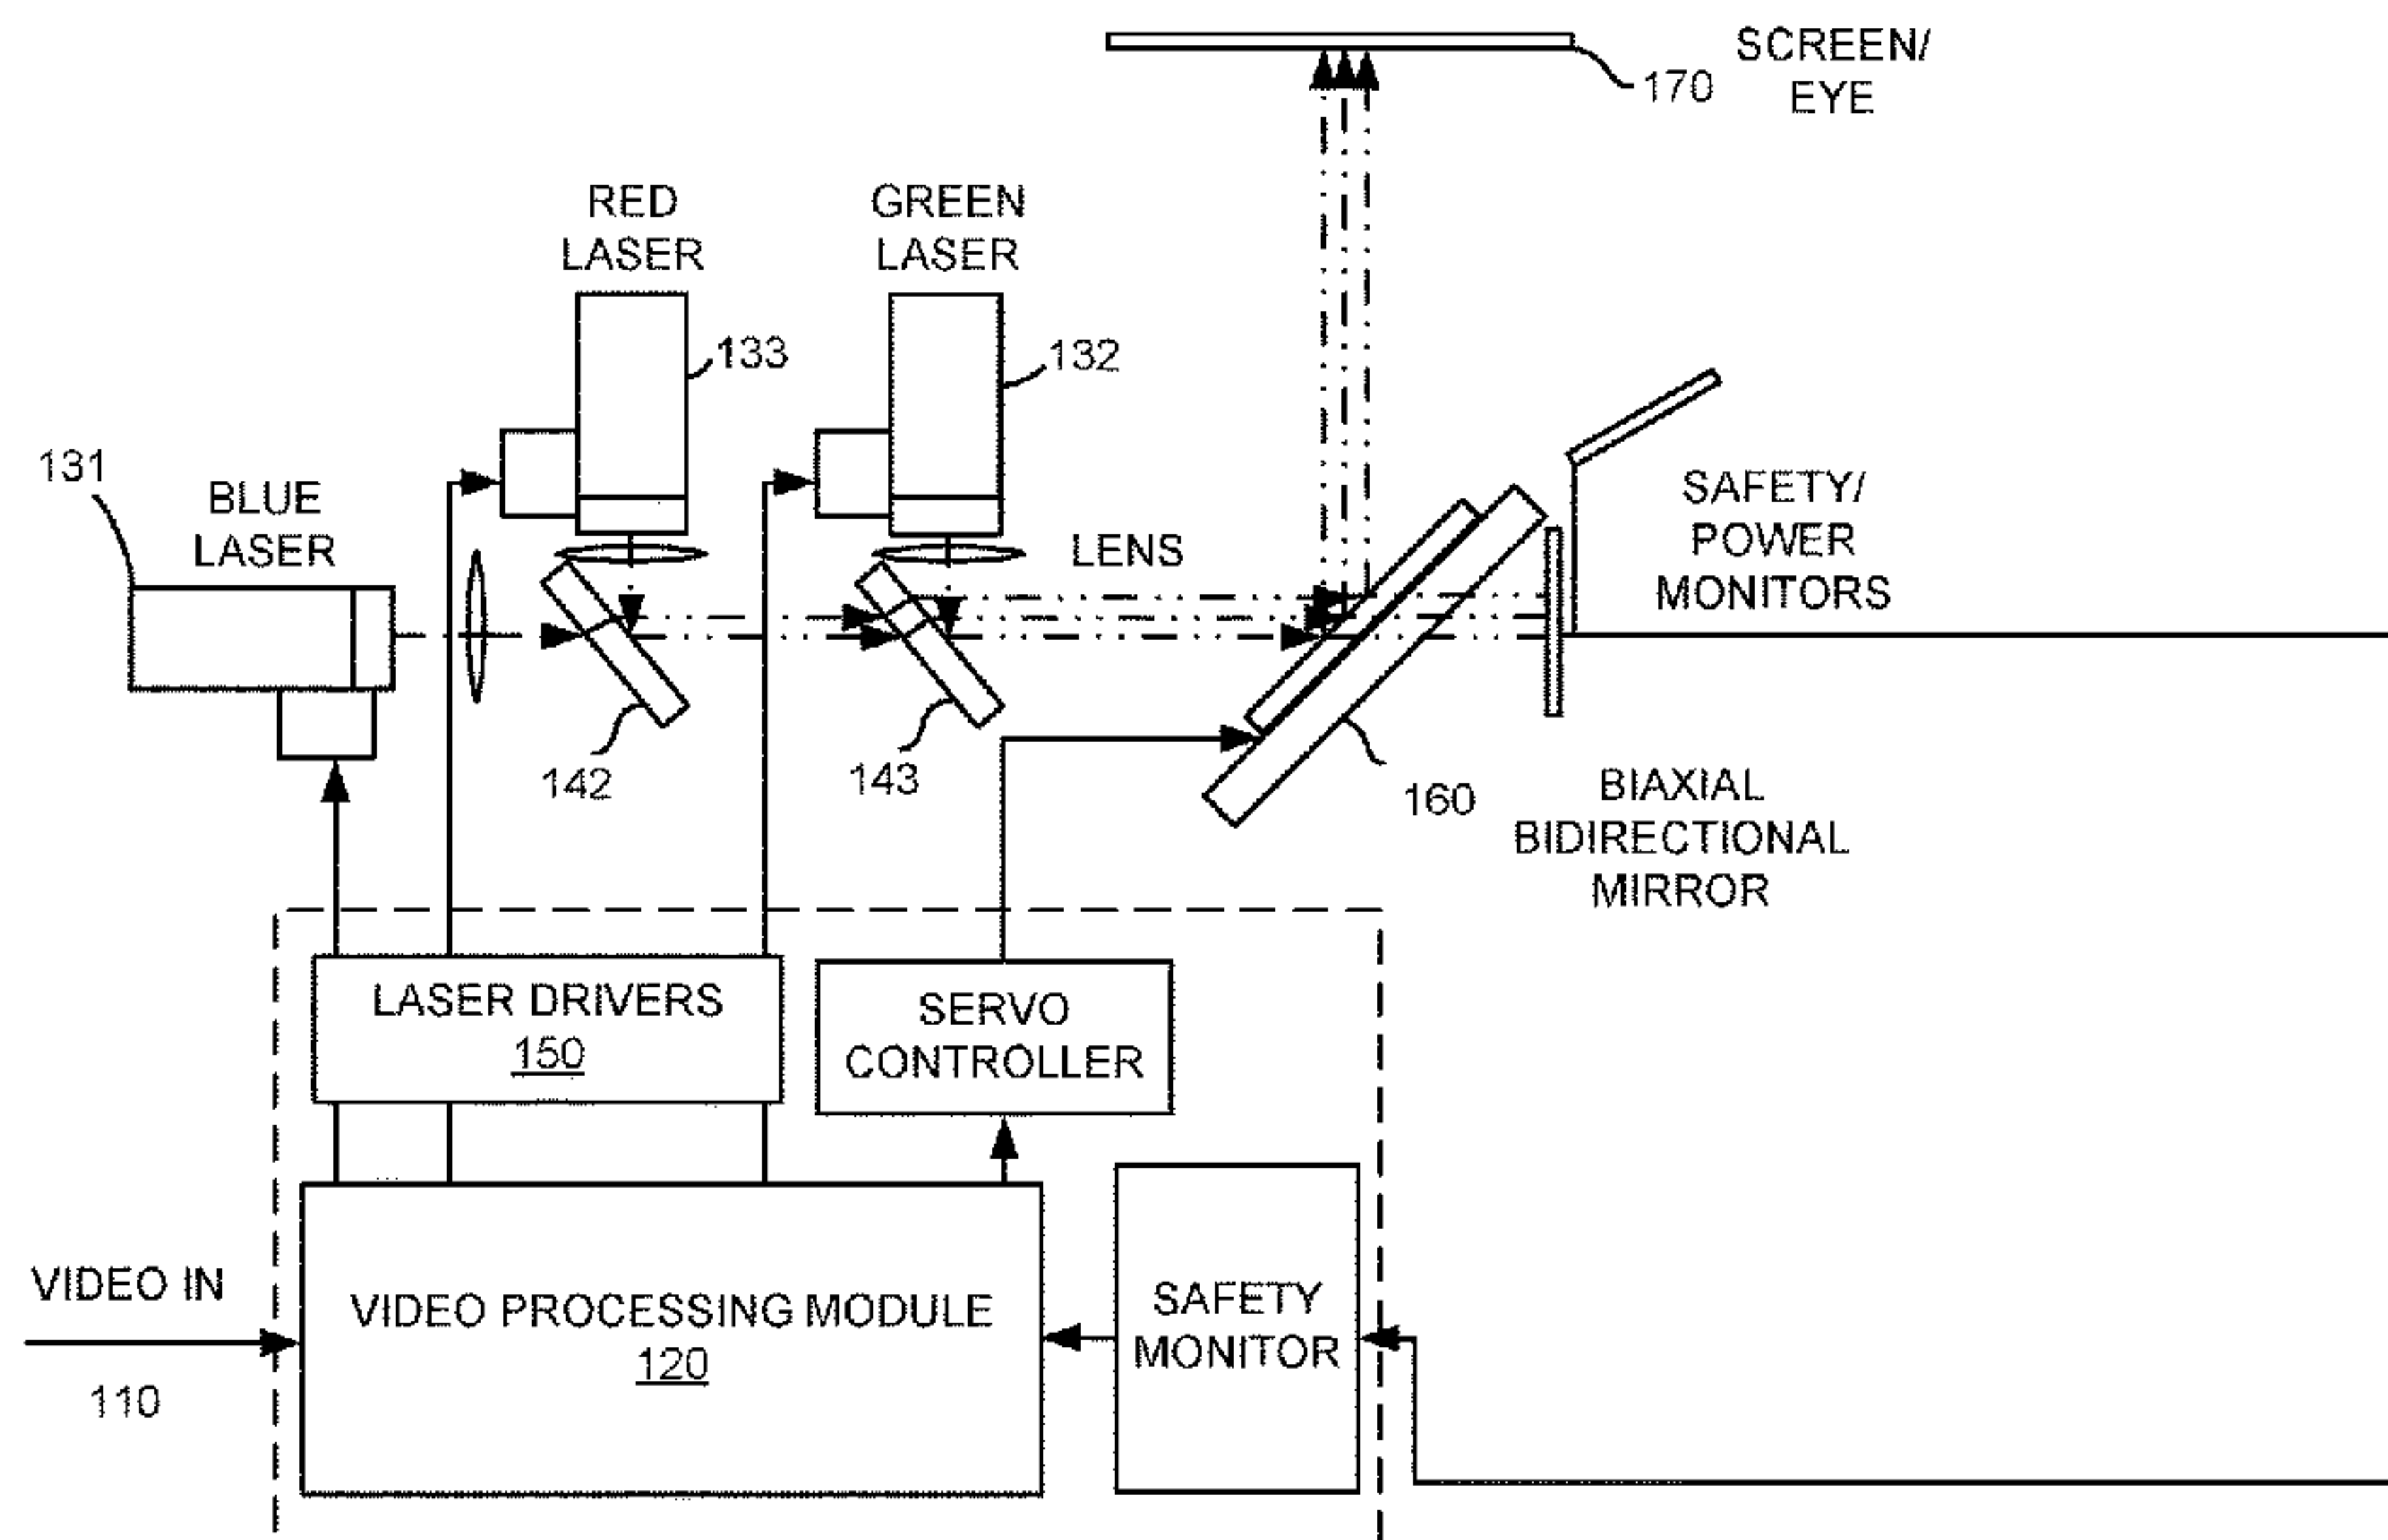 SCREEN/
EYE
170
RED
LASER
GREEN
LASER
133
132
131
BLUE
LASER
LENS
SAFETY/
POWER
MONITORS
142
143
160
BIAXIAL
BIDIRECTIONAL
MIRROR
LASER DRIVERS
150
SERVO
CONTROLLER
VIDEO IN
110
VIDEO PROCESSING MODULE
120
SAFETY
MONITOR